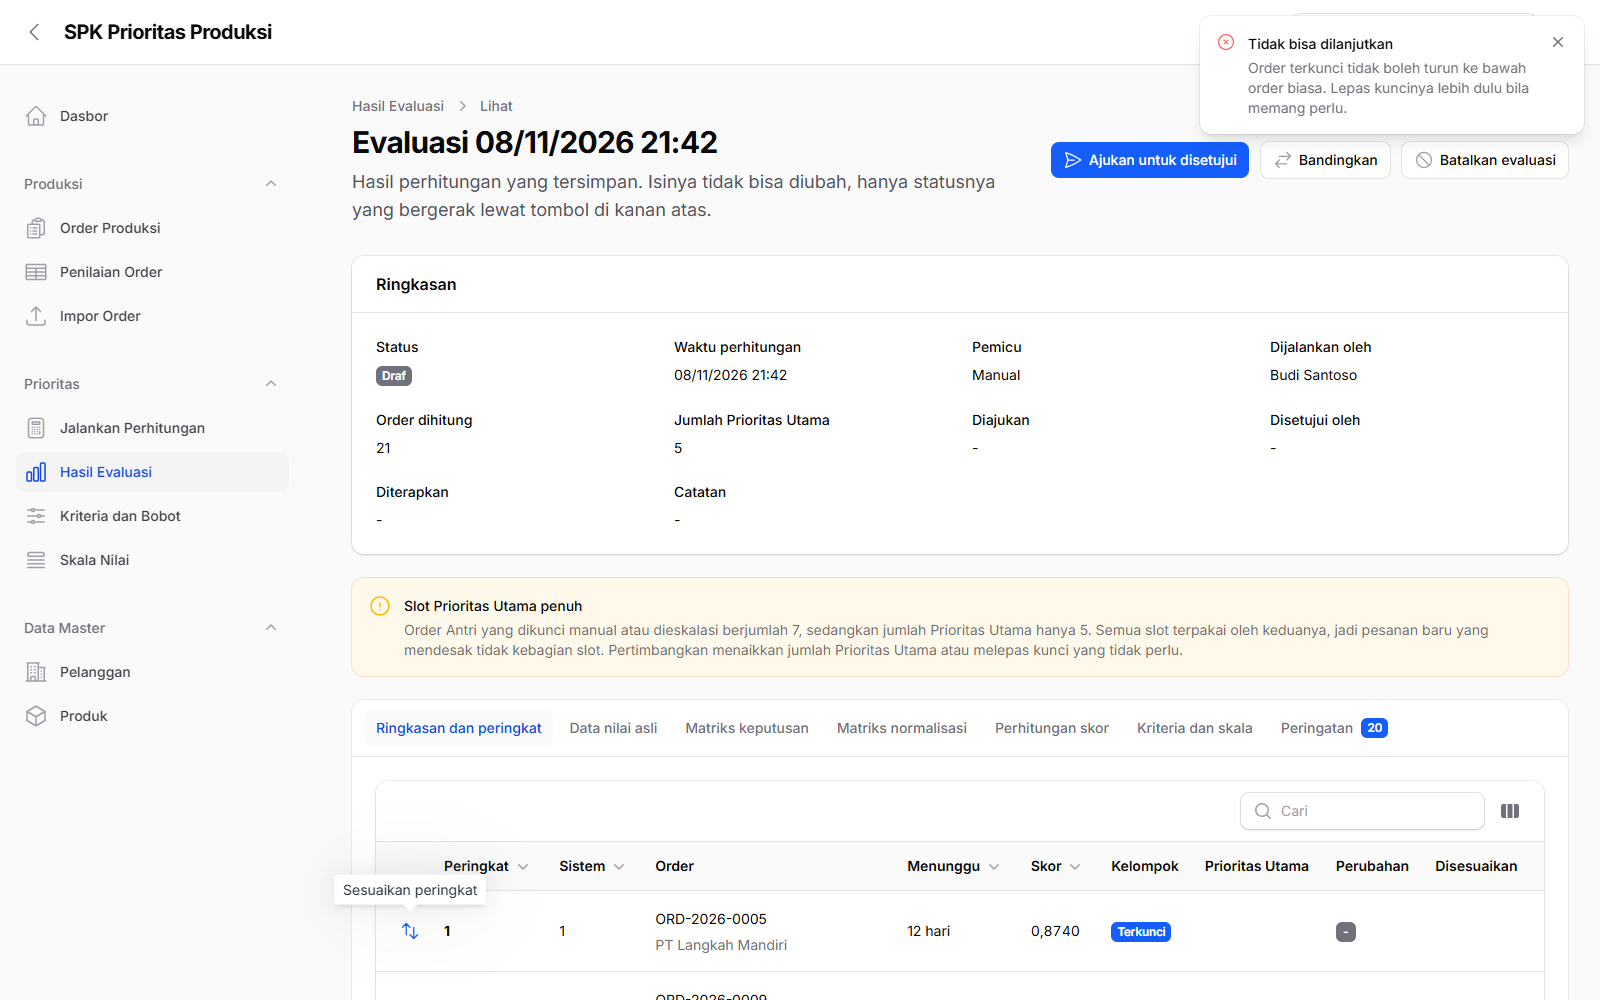 SPK Prioritas Produksi
Tidak bisa dilanjutkan
Order terkunci tidak boleh turun ke bawah
order biasa. Lepas kuncinya lebih dulu bila
memang perlu.
Dasbor
Produksi
Order Produksi
Penilaian Order
Impor Order
Prioritas
Jalankan Perhitungan
Hasil Evaluasi
Kriteria dan Bobot
Skala Nilai
Data Master
Pelanggan
Produk
Hasil Evaluasi > Lihat
Evaluasi 08/11/2026 21:42
Hasil perhitungan yang tersimpan. Isinya tidak bisa diubah, hanya statusnya
yang bergerak lewat tombol di kanan atas.
Ajukan untuk disetujui
Bandingkan
Batalkan evaluasi
Ringkasan
Status
Draf
Waktu perhitungan
08/11/2026 21:42
Pemicu
Manual
Dijalankan oleh
Budi Santoso
Order dihitung
21
Jumlah Prioritas Utama
5
Diajukan
-
Disetujui oleh
-
Diterapkan
-
Catatan
-
Slot Prioritas Utama penuh
Order Antri yang dikunci manual atau dieskalasi berjumlah 7, sedangkan jumlah Prioritas Utama hanya 5. Semua slot terpakai oleh keduanya, jadi pesanan baru yang
mendesak tidak kebagian slot. Pertimbangkan menaikkan jumlah Prioritas Utama atau melepas kunci yang tidak perlu.
Ringkasan dan peringkat
Data nilai asli
Matriks keputusan
Matriks normalisasi
Perhitungan skor
Kriteria dan skala
Peringatan 20
Cari
Peringkat Sistem Order Menunggu Skor Kelompok Prioritas Utama Perubahan Disesuaikan
Sesuaikan peringkat
1 1 ORD-2026-0005 12 hari 0,8740 Terkunci -
PT Langkah Mandiri
ORD-2026-0009